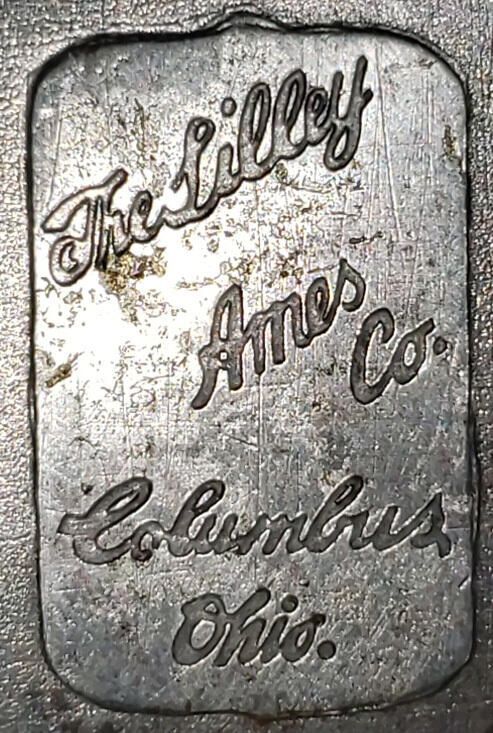 The Lilley
Ames
Co.
Columbus,
Ohio.